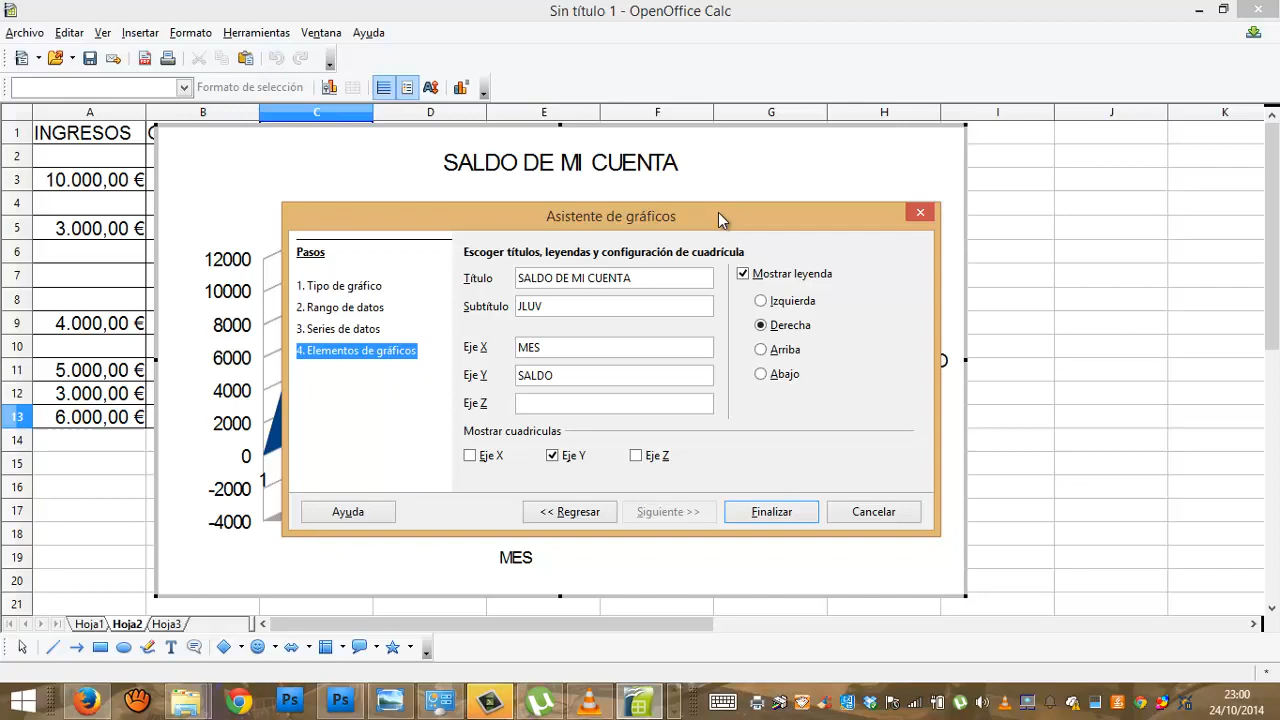 Sin título 1 - OpenOffice Calc
Archivo Editar Ver Insertar Formato Herramientas Ventana Ayuda
Formato de selección
A B C D E F G H I J K
1 INGRESOS
2
3 10.000,00 €
4
5 3.000,00 €
6
7
8
9 4.000,00 €
10
11 5.000,00 €
12 3.000,00 €
13 6.000,00 €
14
15
16
17
18
19
20
21
SALDO DE MI CUENTA
12000
10000
8000
6000
4000
2000
0
-2000
-4000
1
MES
Asistente de gráficos
Pasos
1. Tipo de gráfico
2. Rango de datos
3. Series de datos
4. Elementos de gráficos
Escoger títulos, leyendas y configuración de cuadrícula
Título SALDO DE MI CUENTA
Subtítulo JLUV
Eje X MES
Eje Y SALDO
Eje Z
Mostrar leyenda
Izquierda
Derecha
Arriba
Abajo
Mostrar cuadriculas
Eje X Eje Y Eje Z
Ayuda << Regresar Siguiente >> Finalizar Cancelar
Hoja1 Hoja2 Hoja3
Ps Ps
23:00
24/10/2014